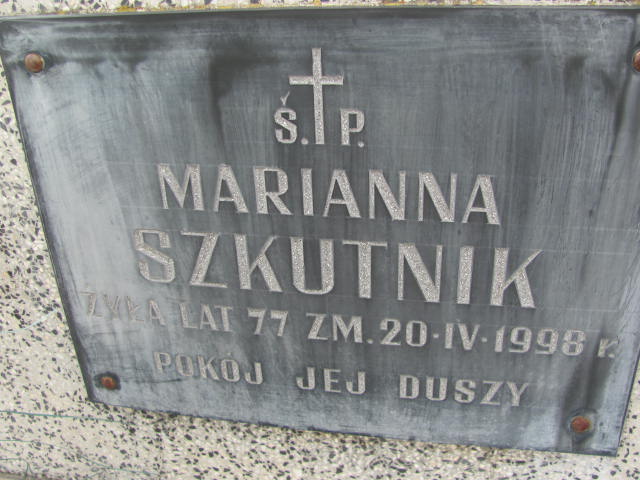 Ś. P.
MARIANNA
SZKUTNIK
ŻYŁA LAT 77 ZM. 20·IV·1998 R.
POKÓJ JEJ DUSZY